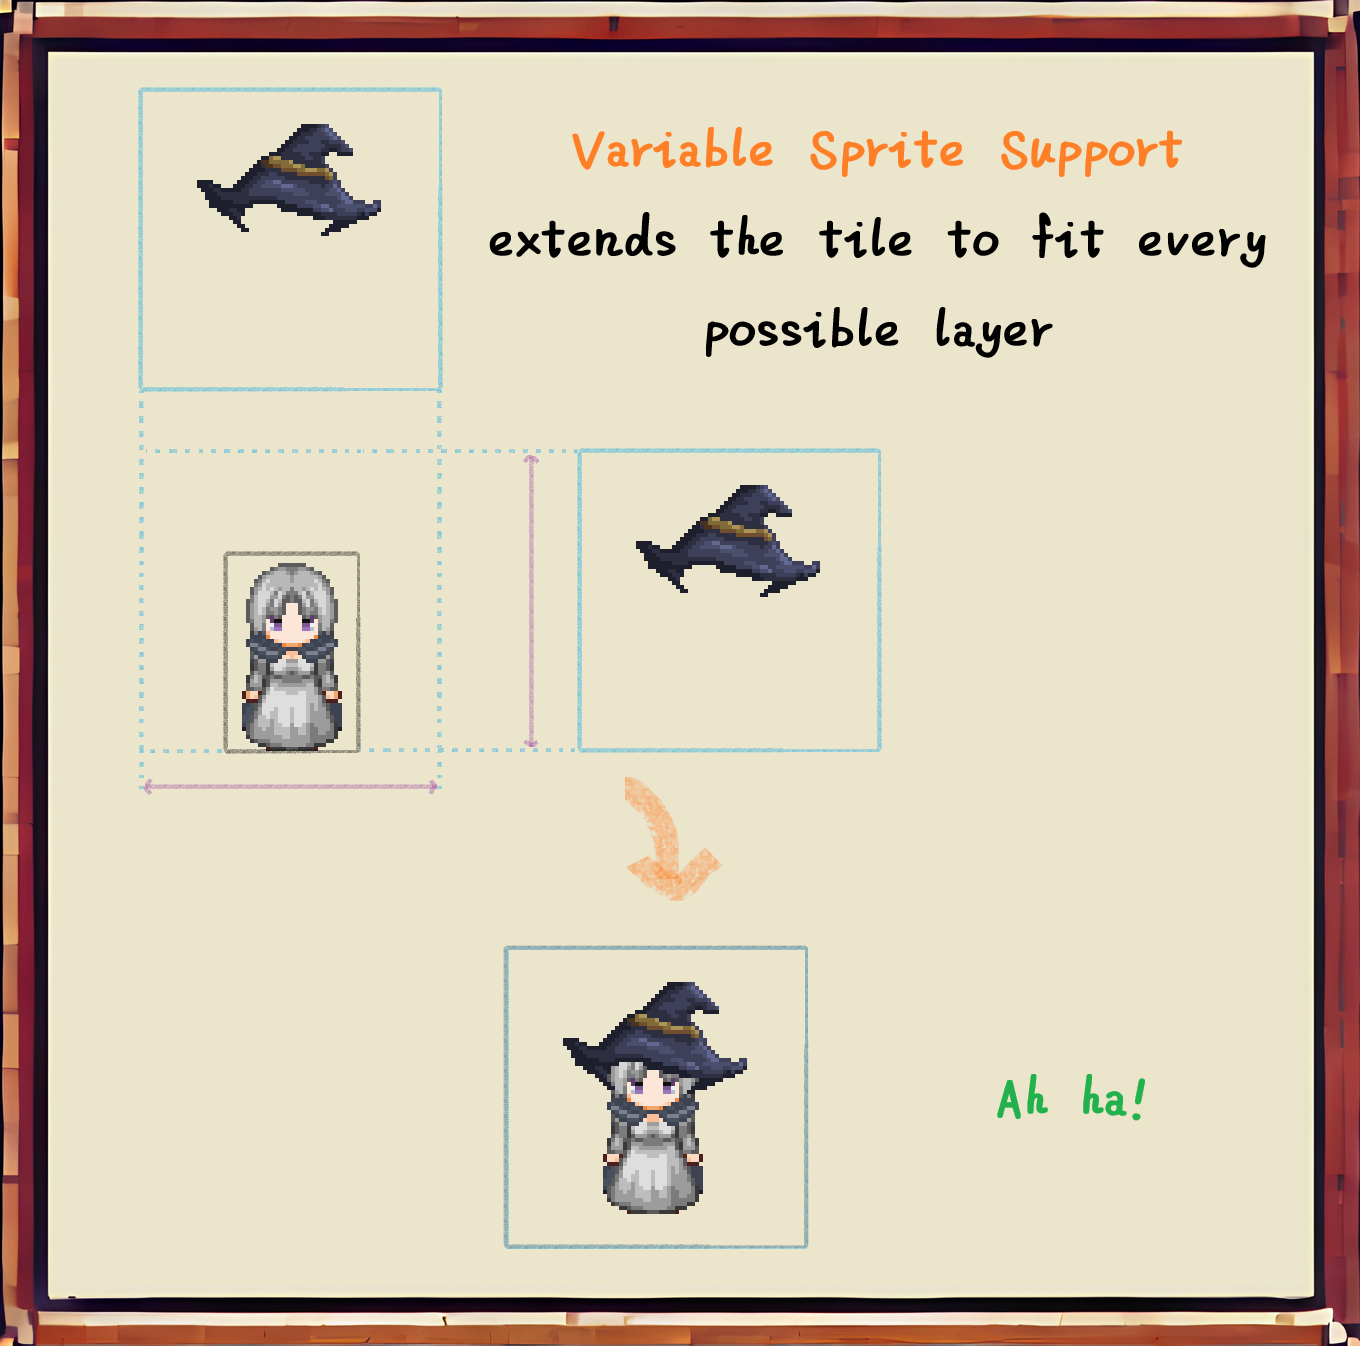 Variable Sprite Support
extends the tile to fit every
possible layer
Ah ha!